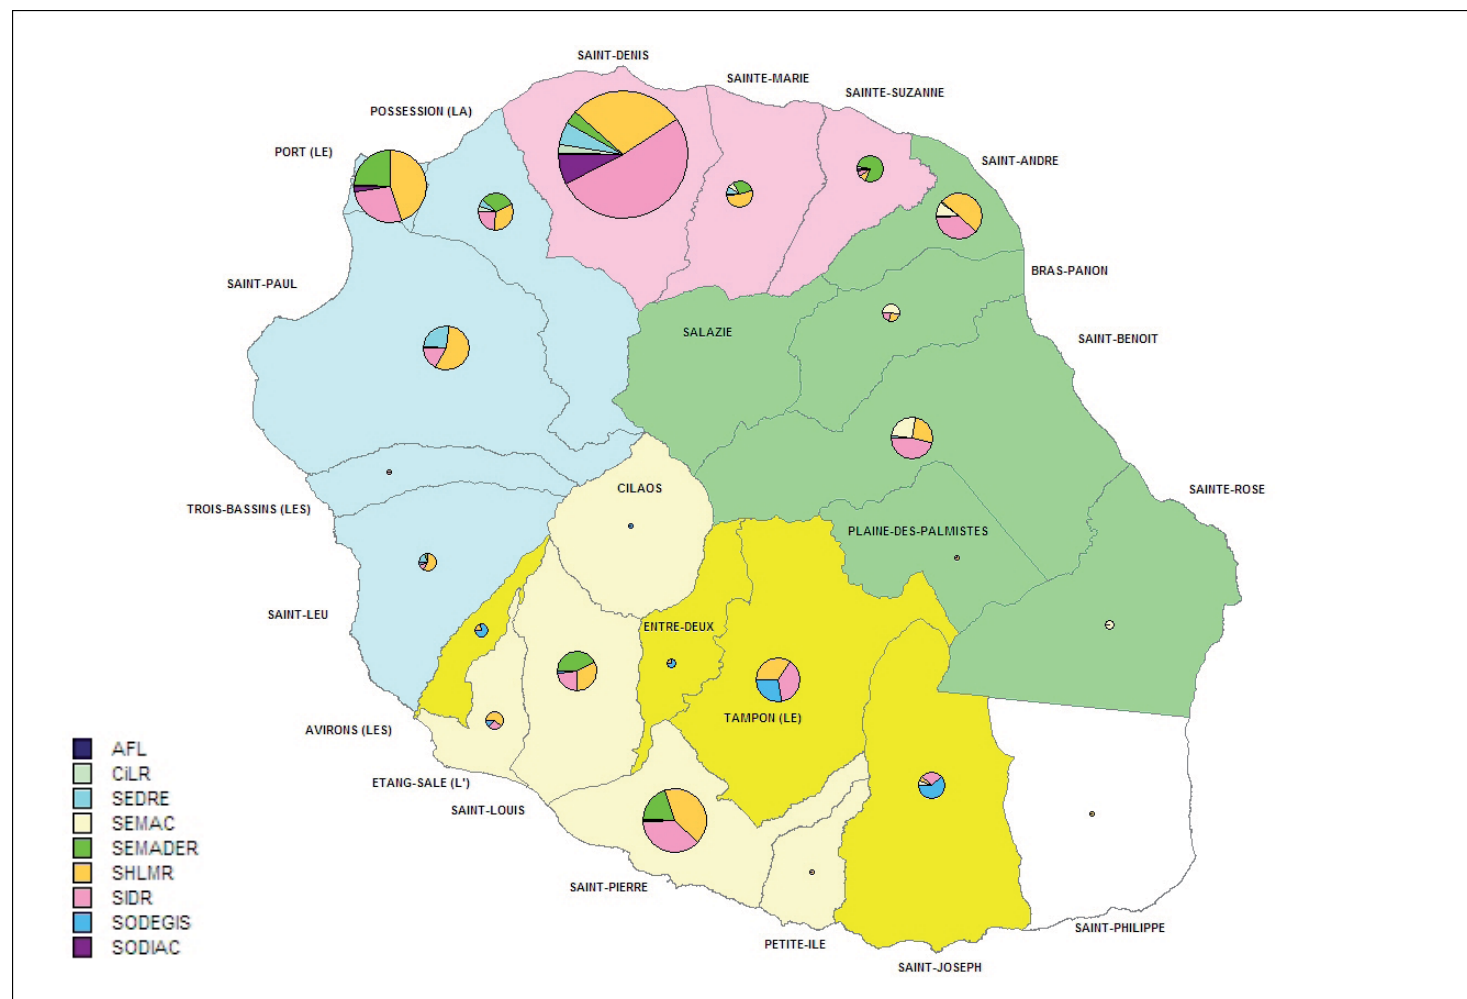 SAINT-DENIS
SAINTE-MARIE
SAINTE-SUZANNE
POSSESSION (LA)
PORT (LE)
SAINT-ANDRE
BRAS-PANON
SAINT-PAUL
SALAZIE
SAINT-BENOIT
CILAOS
SAINTE-ROSE
TROIS-BASSINS (LES)
PLAINE-DES-PALMISTES
SAINT-LEU
ENTRE-DEUX
TAMPON (LE)
AVIRONS (LES)
ETANG-SALE (L')
SAINT-LOUIS
SAINT-PIERRE
PETITE-ILE
SAINT-PHILIPPE
SAINT-JOSEPH
AFL
CiLR
SEDRE
SEMAC
SEMADER
SHLMR
SIDR
SODEGIS
SODIAC